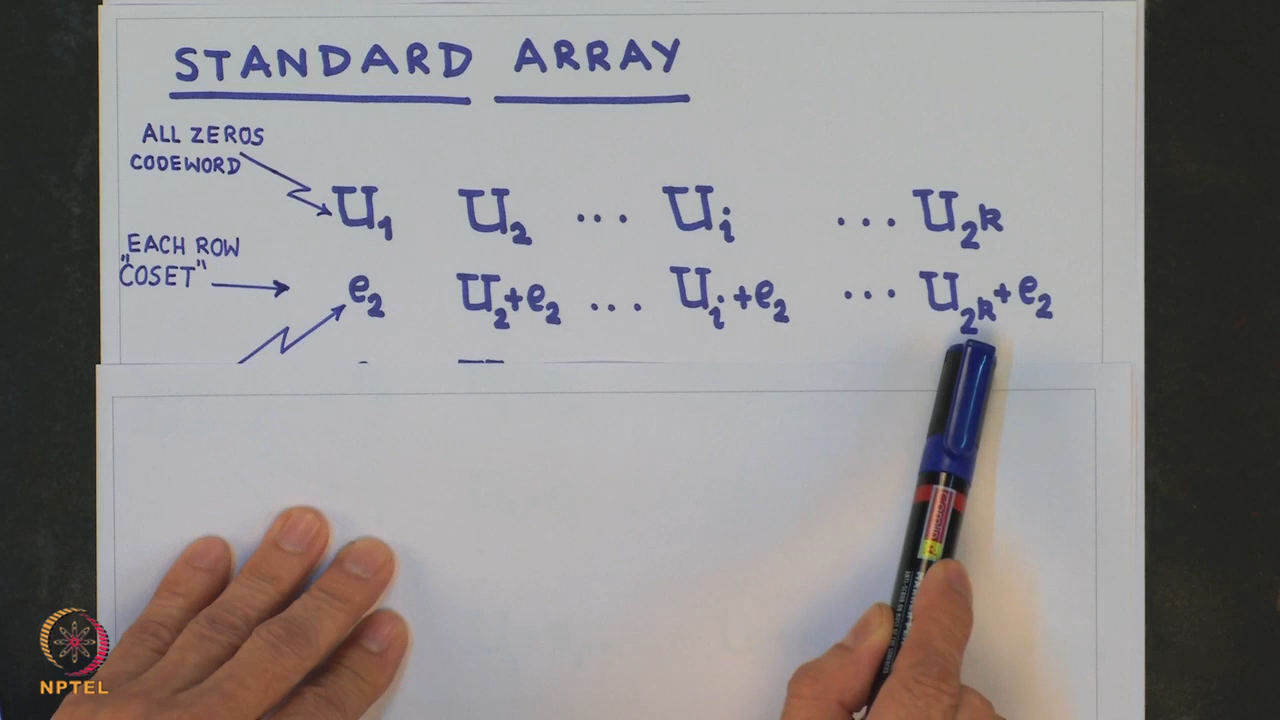 STANDARD ARRAY
ALL ZEROS
CODEWORD
U₁ U₂ ... Uᵢ ... U₂k
"EACH ROW
COSET"
e₂ U₂+e₂ ... Uᵢ+e₂ ... U₂k+e₂
NPTEL